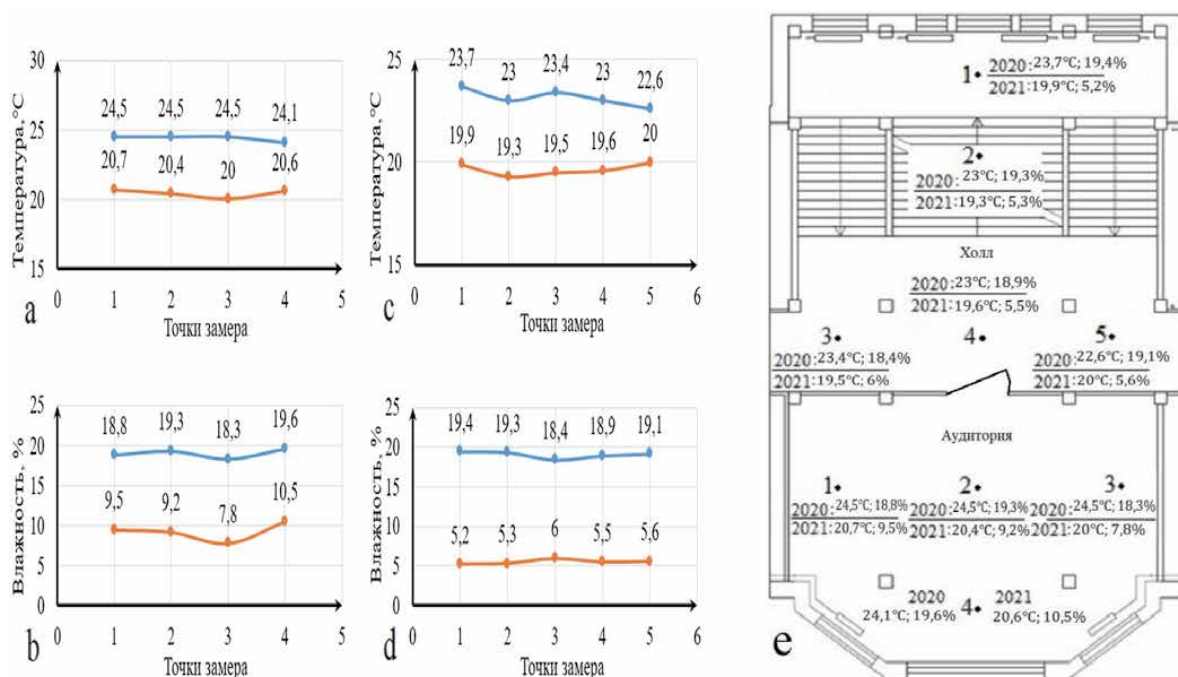 30
25
20
15
Температура,°C
24,5 24,5 24,5 24,1
20,7 20,4 20 20,6
0 1 2 3 4 5
Точки замера
a
25
20
15
Температура,°C
23,7 23 23,4 23 22,6
19,9 19,3 19,5 19,6 20
0 1 2 3 4 5 6
Точки замера
c
25
20
15
10
5
0
Влажность, %
18,8 19,3 18,3 19,6
9,5 9,2 7,8 10,5
0 1 2 3 4 5
Точки замера
b
25
20
15
10
5
0
Влажность, %
19,4 19,3 18,4 18,9 19,1
5,2 5,3 6 5,5 5,6
0 1 2 3 4 5 6
Точки замера
d
1
2020:23,7°C; 19,4%
2021:19,9°C; 5,2%
2
2020: 23°C; 19,3%
2021:19,3°C; 5,3%
Холл
2020:23°C; 18,9%
2021:19,6°C; 5,5%
3 4 5
2020:23,4°C; 18,4%
2021:19,5°C; 6%
2020:22,6°C; 19,1%
2021:20°C; 5,6%
Аудитория
1 2 3
2020:24,5°C; 18,8%
2021:20,7°C; 9,5%
2020:24,5°C; 19,3%
2021:20,4°C; 9,2%
2020:24,5°C; 18,3%
2021:20°C; 7,8%
2020
24,1°C; 19,6%
4
2021
20,6°C; 10,5%
e